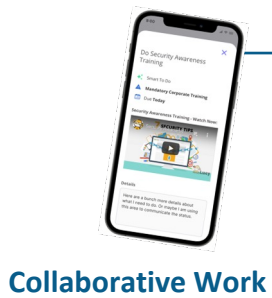 Do Security Awareness
Training
Smart To Do
Mandatory Corporate Training
Due Today
Security Awareness Training - Watch Now:
7 SECURITY TIPS
Details
Here are a bunch more details about
what I need to do. Or maybe I am using
this area to communicate the status.
Collaborative Work